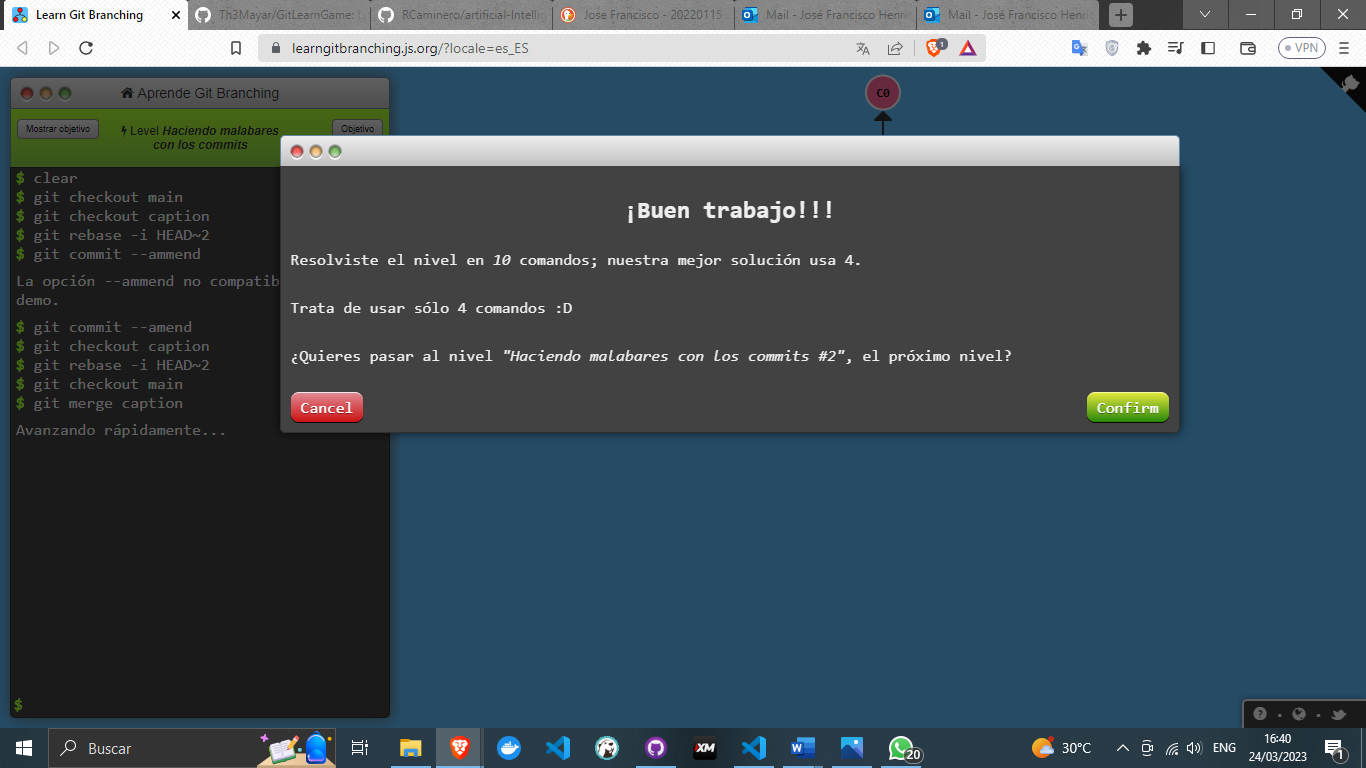 Learn Git Branching
Th3Mayar/GitLearnGame: L
RCaminero/artificial-Intellig
Jose Francisco - 20220115
Mail - José Francisco Henri
Mail - José Francisco Henri
learngitbranching.js.org/?locale=es_ES
1
VPN
Aprende Git Branching
Mostrar objetivo
Level Haciendo malabares
con los commits
Objetivo
C0
$ clear
$ git checkout main
$ git checkout caption
$ git rebase -i HEAD~2
$ git commit --ammend
La opción --ammend no compatib
demo.
$ git commit --amend
$ git checkout caption
$ git rebase -i HEAD~2
$ git checkout main
$ git merge caption
Avanzando rápidamente...
$
¡Buen trabajo!!!
Resolviste el nivel en 10 comandos; nuestra mejor solución usa 4.
Trata de usar sólo 4 comandos :D
¿Quieres pasar al nivel "Haciendo malabares con los commits #2", el próximo nivel?
Cancel
Confirm
Buscar
XM
20
30°C
ENG
16:40
24/03/2023
1